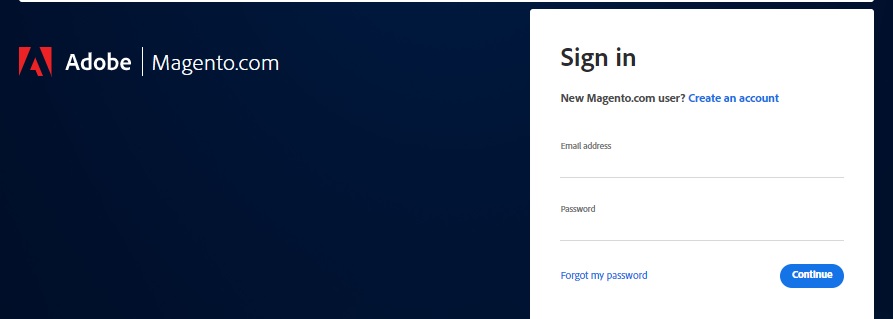 Adobe | Magento.com
Sign in
New Magento.com user? Create an account
Email address
Password
Forgot my password
Continue